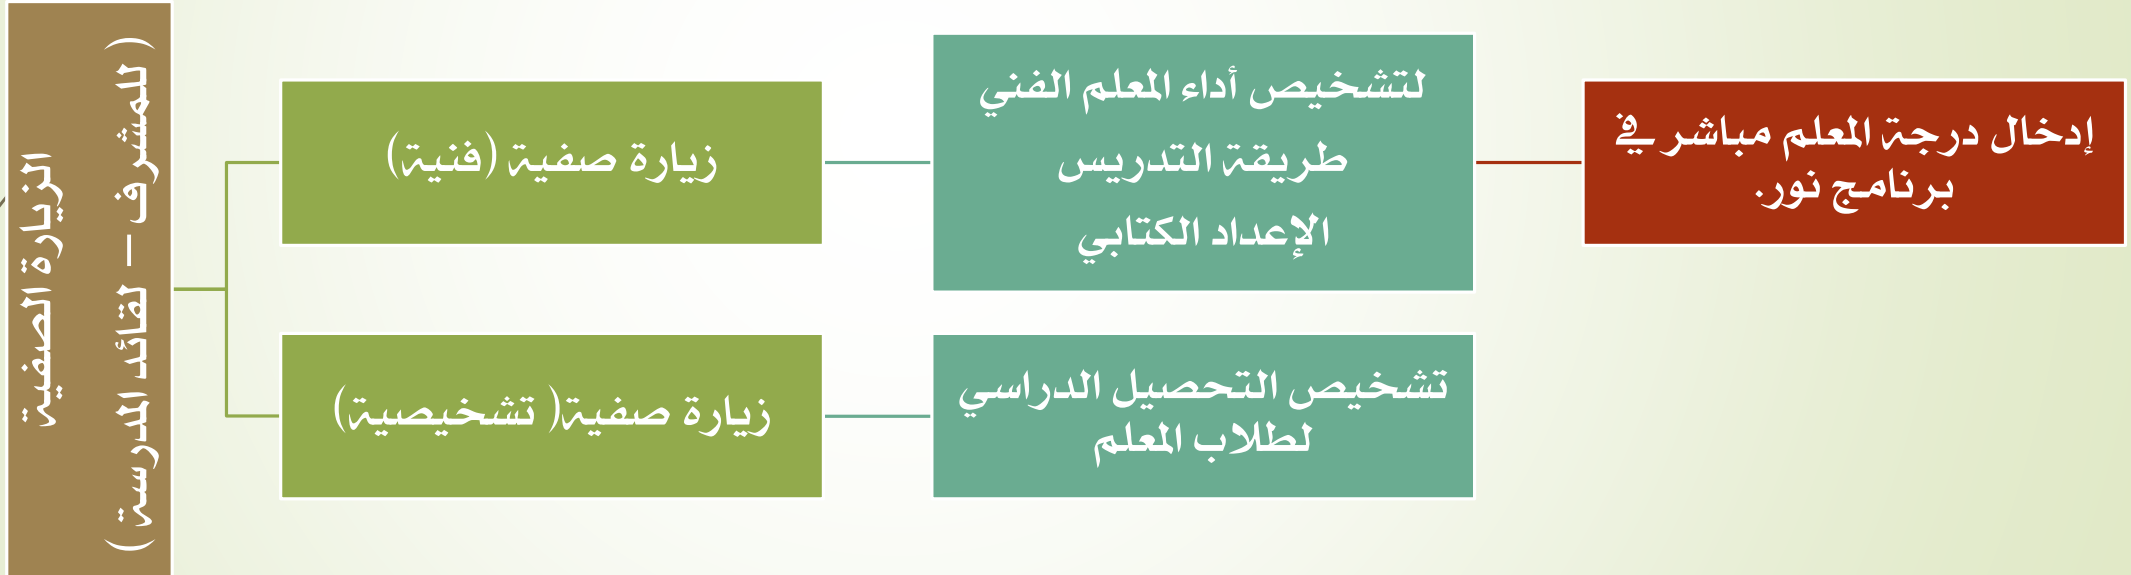 الزيارة الصفية
( للمشرف – لقائد المدرسة )
زيارة صفية (فنية)
لتشخيص أداء المعلم الفني
طريقة التدريس
الإعداد الكتابي
إدخال درجة المعلم مباشر في
برنامج نور.
زيارة صفية( تشخيصية)
تشخيص التحصيل الدراسي
لطلاب المعلم